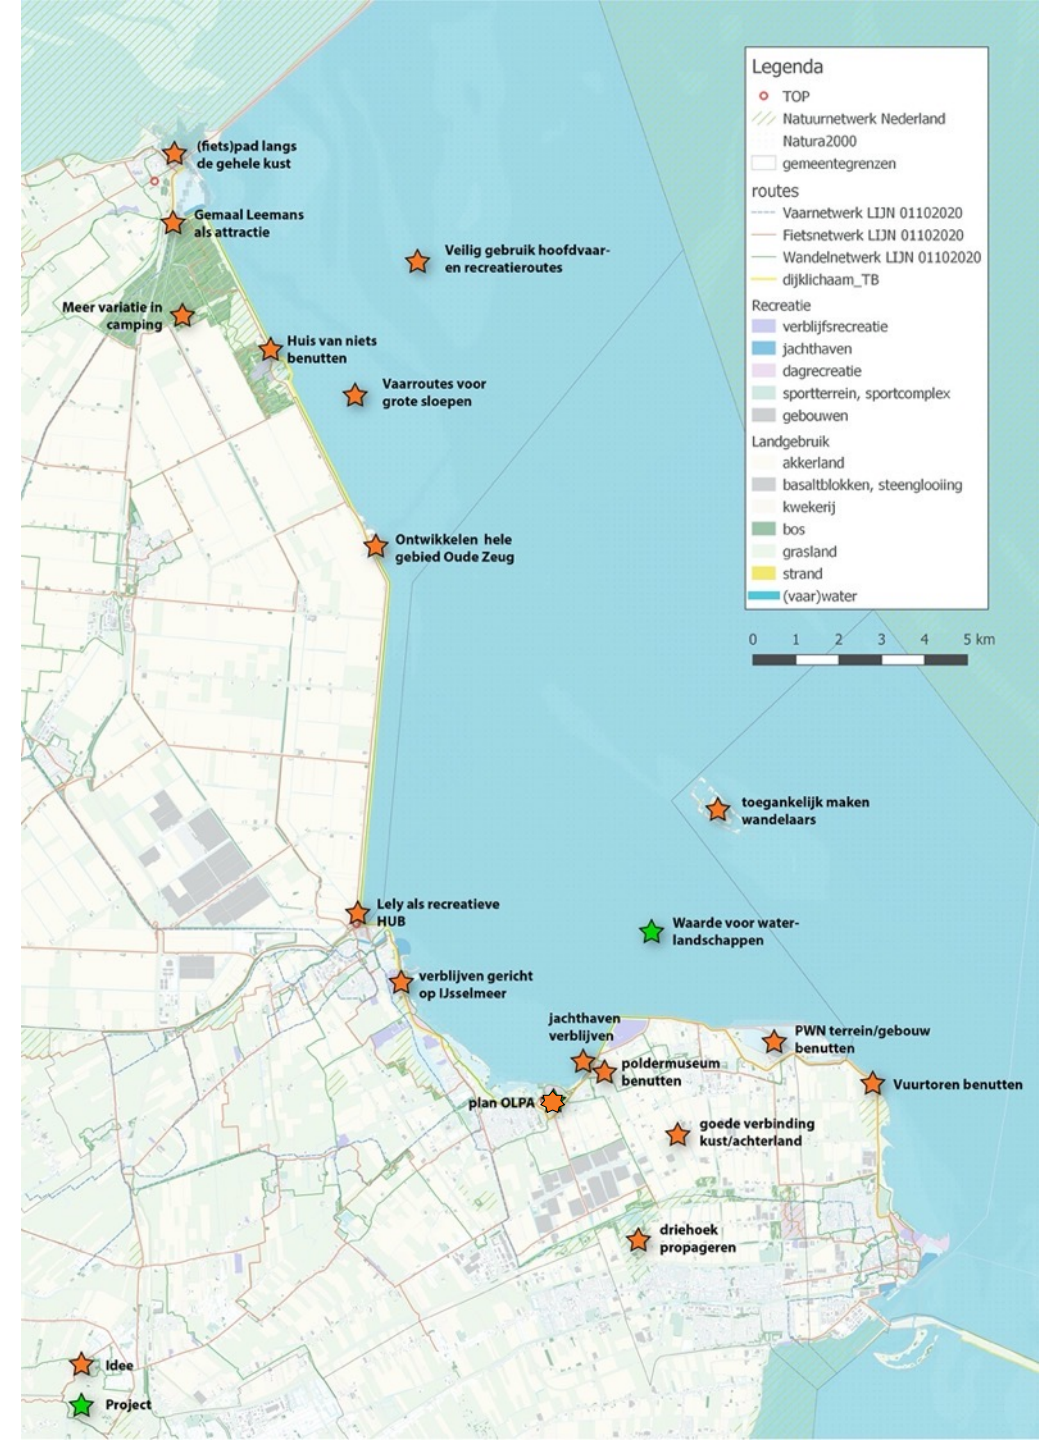 Legenda
TOP
Natuurnetwerk Nederland
Natura2000
gemeentegrenzen
routes
Vaarnetwerk LIJN 01102020
Fietsnetwerk LIJN 01102020
Wandelnetwerk LIJN 01102020
dijklichaam_TB
Recreatie
verblijfsrecreatie
jachthaven
dagrecreatie
sportterrein, sportcomplex
gebouwen
Landgebruik
akkerland
basaltblokken, steenglooiing
kwekerij
bos
grasland
strand
(vaar)water
0 1 2 3 4 5 km
(fiets)pad langs
de gehele kust
Gemaal Leemans
als attractie
Veilig gebruik hoofdvaar-
en recreatieroutes
Meer variatie in
camping
Huis van niets
benutten
Vaarroutes voor
grote sloepen
Ontwikkelen hele
gebied Oude Zeug
toegankelijk maken
wandelaars
Lely als recreatieve
HUB
Waarde voor water-
landschappen
verblijven gericht
op IJsselmeer
jachthaven
verblijven
PWN terrein/gebouw
benutten
poldermuseum
benutten
Vuurtoren benutten
plan OLPA
goede verbinding
kust/achterland
driehoek
propageren
Idee
Project